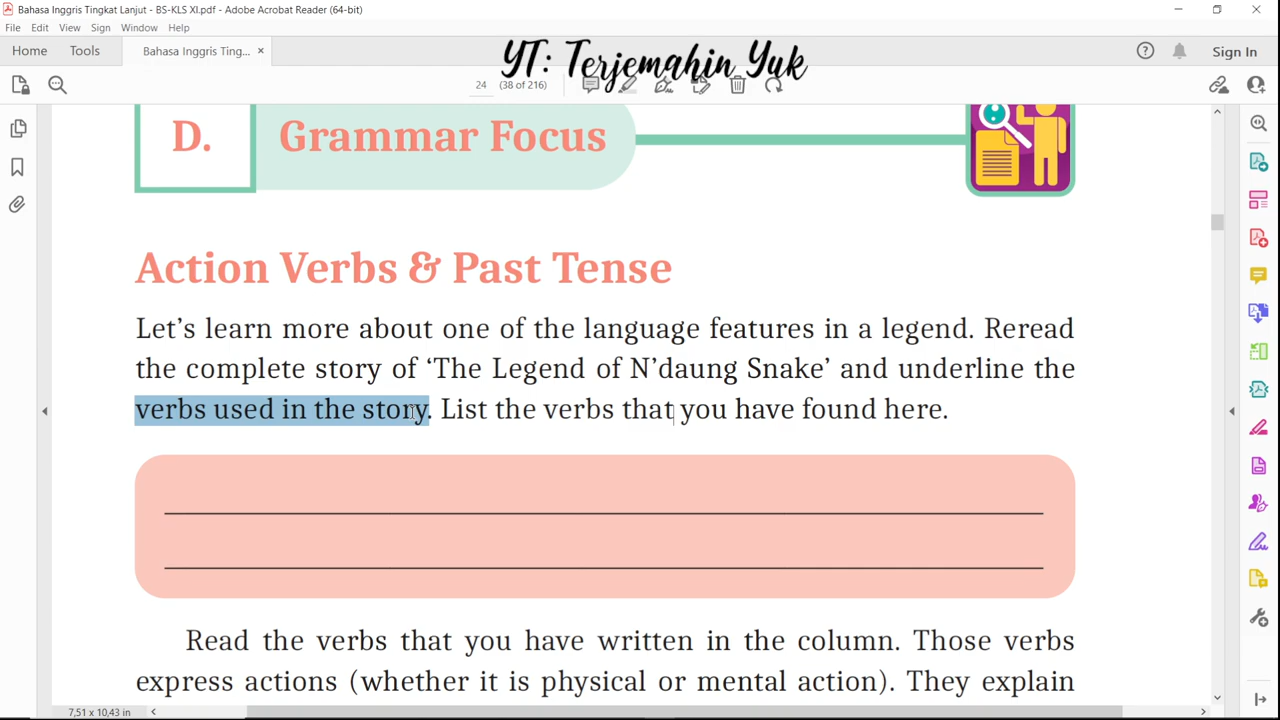 Bahasa Inggris Tingkat Lanjut - BS-KLS XI.pdf - Adobe Acrobat Reader (64-bit)
File Edit View Sign Window Help
Home Tools Bahasa Inggris Ting... × Sign In
YT: Terjemahin Yuk
24 (38 of 216)
D. Grammar Focus
Action Verbs & Past Tense
Let’s learn more about one of the language features in a legend. Reread
the complete story of ‘The Legend of N’daung Snake’ and underline the
verbs used in the story. List the verbs that you have found here.
Read the verbs that you have written in the column. Those verbs
express actions (whether it is physical or mental action). They explain
7,51 x 10,43 in